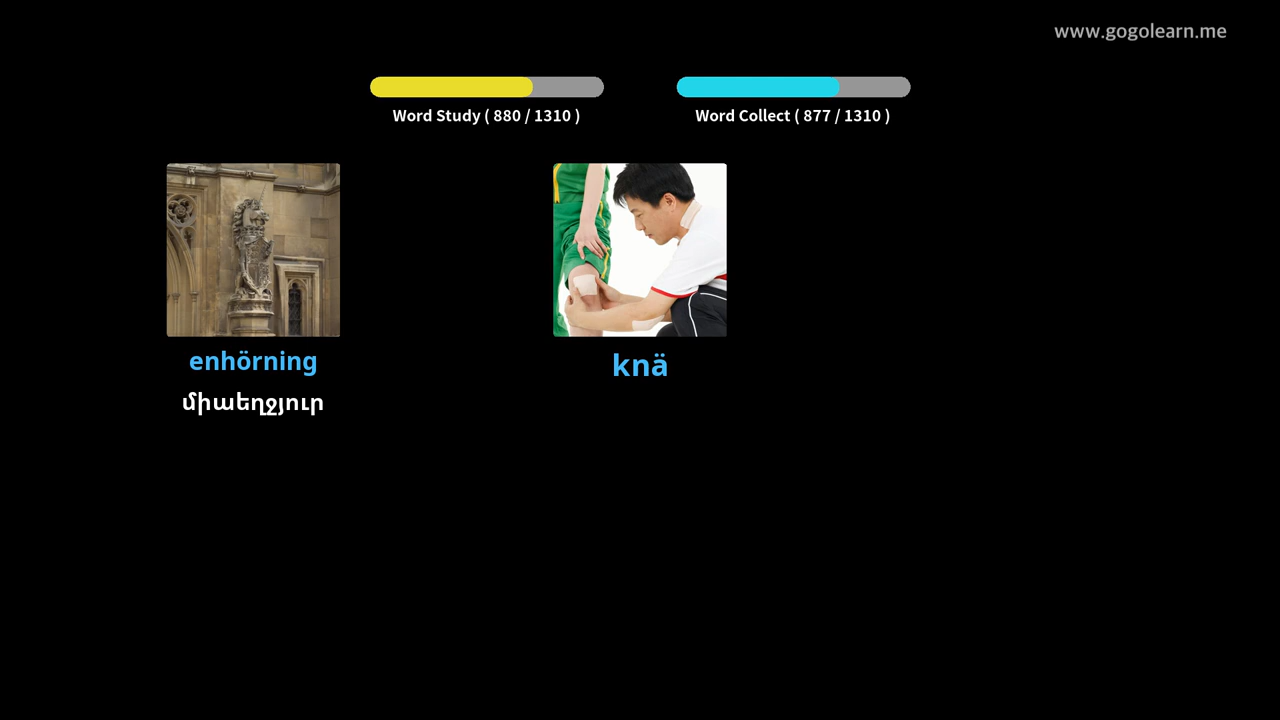 www.gogolearn.me
Word Study ( 880 / 1310 )
Word Collect ( 877 / 1310 )
enhörning
միաեղջյուր
knä